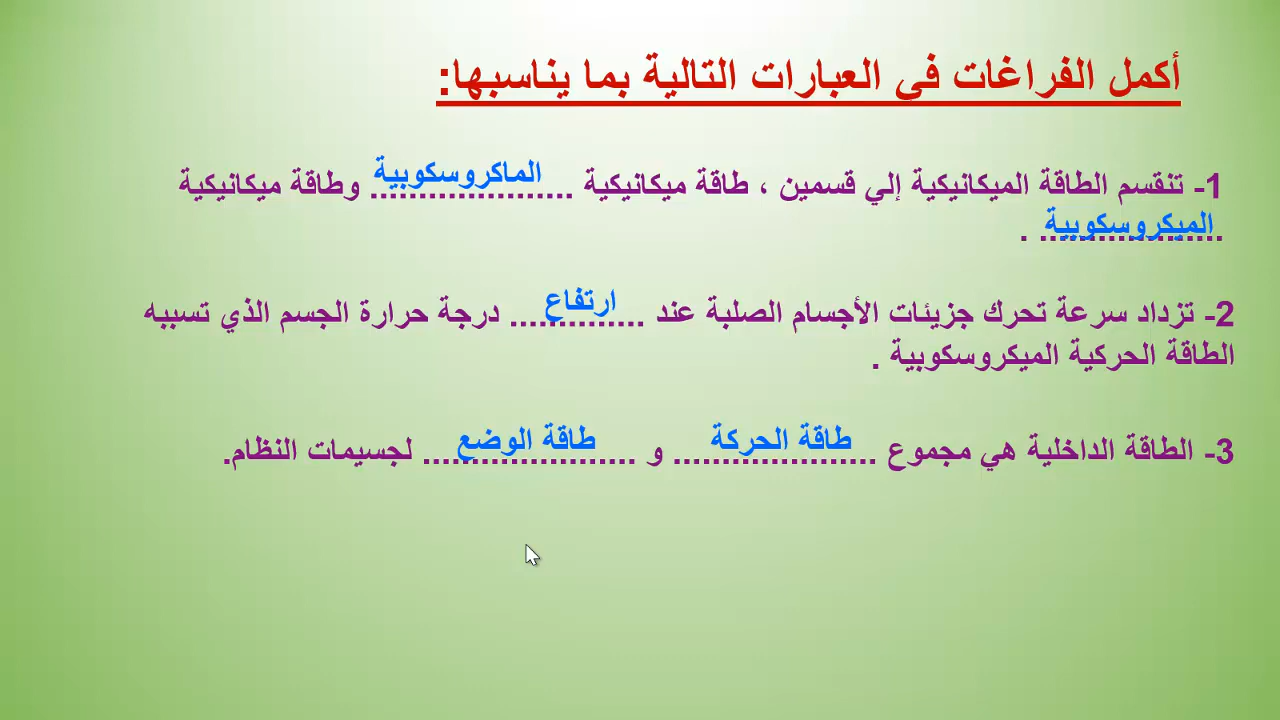 أكمل الفراغات في العبارات التالية بما يناسبها:
1- تنقسم الطاقة الميكانيكية إلي قسمين ، طاقة ميكانيكية الماكروسكوبية وطاقة ميكانيكية
الميكروسكوبية .
2- تزداد سرعة تحرك جزيئات الأجسام الصلبة عند ارتفاع درجة حرارة الجسم الذي تسببه
الطاقة الحركية الميكروسكوبية .
3- الطاقة الداخلية هي مجموع طاقة الحركة و طاقة الوضع لجسيمات النظام.